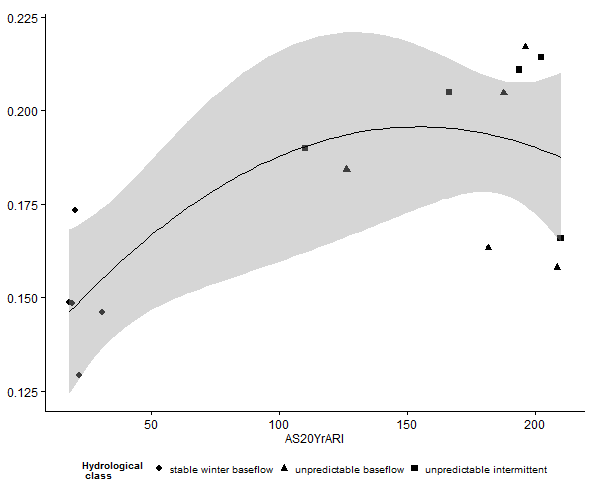 0.225
0.200
0.175
0.150
0.125
50 100 150 200
AS20YrARI
Hydrological
class
stable winter baseflow unpredictable baseflow unpredictable intermittent